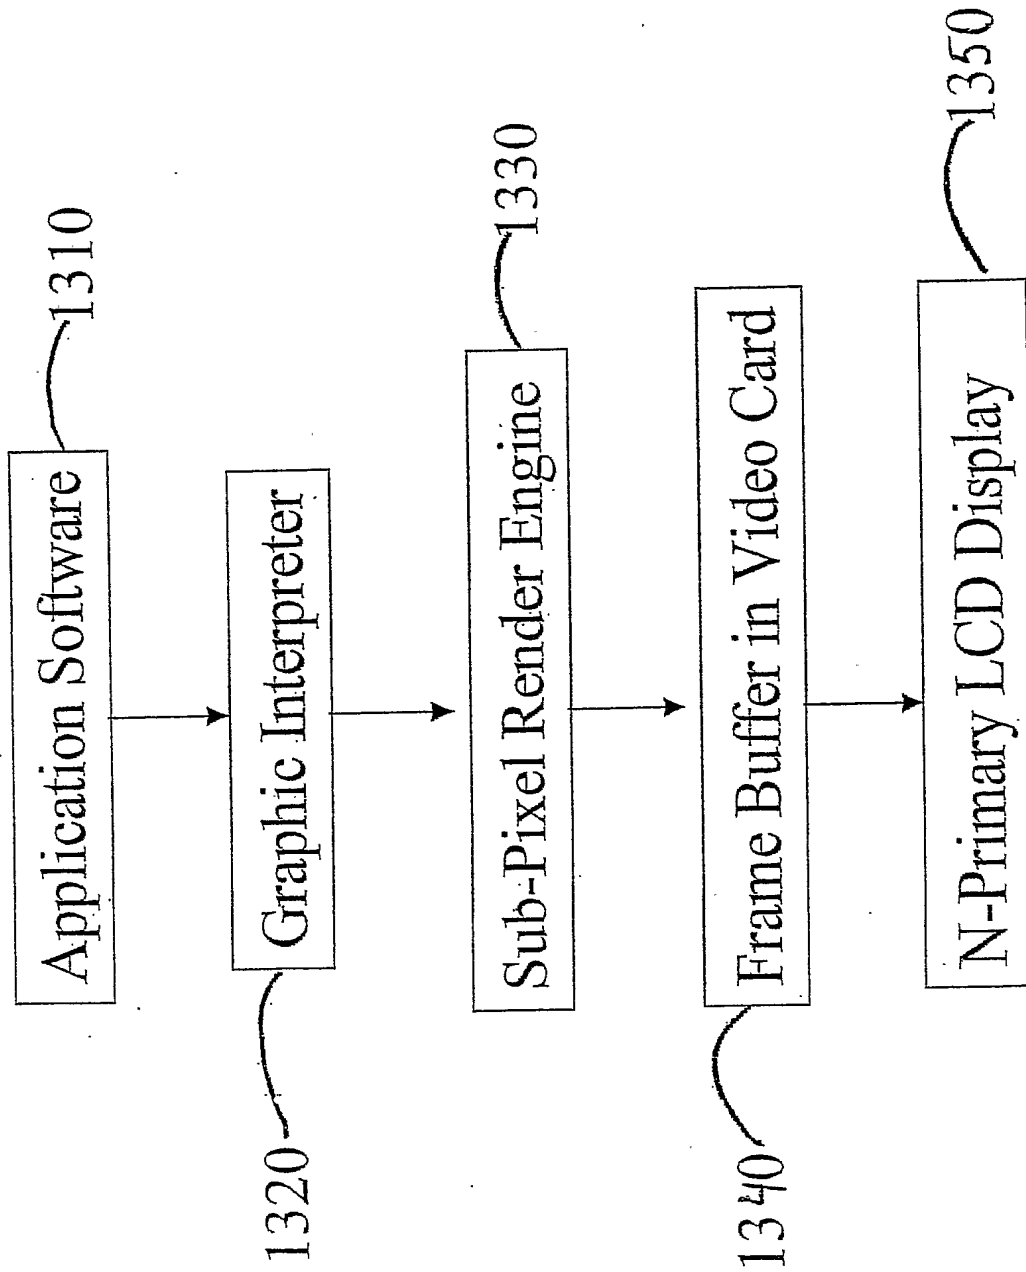 Application Software
1310
Graphic Interpreter
1320
Sub-Pixel Render Engine
1330
Frame Buffer in Video Card
1340
N-Primary LCD Display
1350